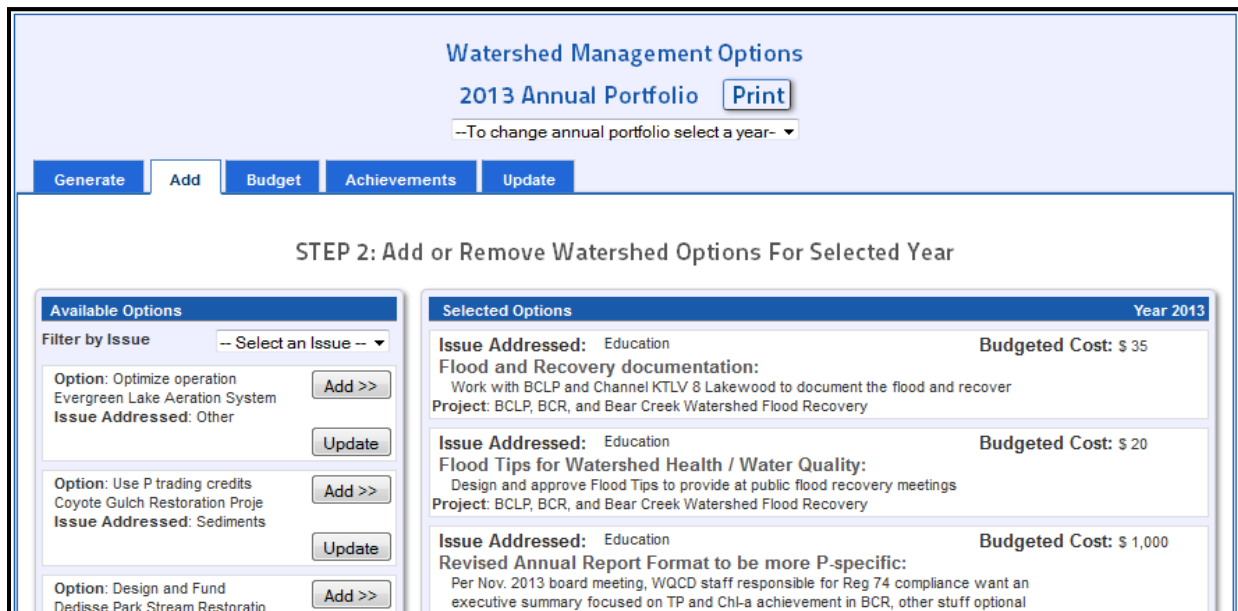 Watershed Management Options
2013 Annual Portfolio Print
--To change annual portfolio select a year-
Generate Add Budget Achievements Update
STEP 2: Add or Remove Watershed Options For Selected Year
Available Options
Filter by Issue -- Select an Issue --
Option: Optimize operation Add >>
Evergreen Lake Aeration System
Issue Addressed: Other
Update
Option: Use P trading credits Add >>
Coyote Gulch Restoration Proje
Issue Addressed: Sediments
Update
Option: Design and Fund Add >>
Dedisse Park Stream Restoratio
Selected Options Year 2013
Issue Addressed: Education Budgeted Cost: $ 35
Flood and Recovery documentation:
Work with BCLP and Channel KTLV 8 Lakewood to document the flood and recover
Project: BCLP, BCR, and Bear Creek Watershed Flood Recovery
Issue Addressed: Education Budgeted Cost: $ 20
Flood Tips for Watershed Health / Water Quality:
Design and approve Flood Tips to provide at public flood recovery meetings
Project: BCLP, BCR, and Bear Creek Watershed Flood Recovery
Issue Addressed: Education Budgeted Cost: $ 1,000
Revised Annual Report Format to be more P-specific:
Per Nov. 2013 board meeting, WQCD staff responsible for Reg 74 compliance want an
executive summary focused on TP and Chl-a achievement in BCR, other stuff optional